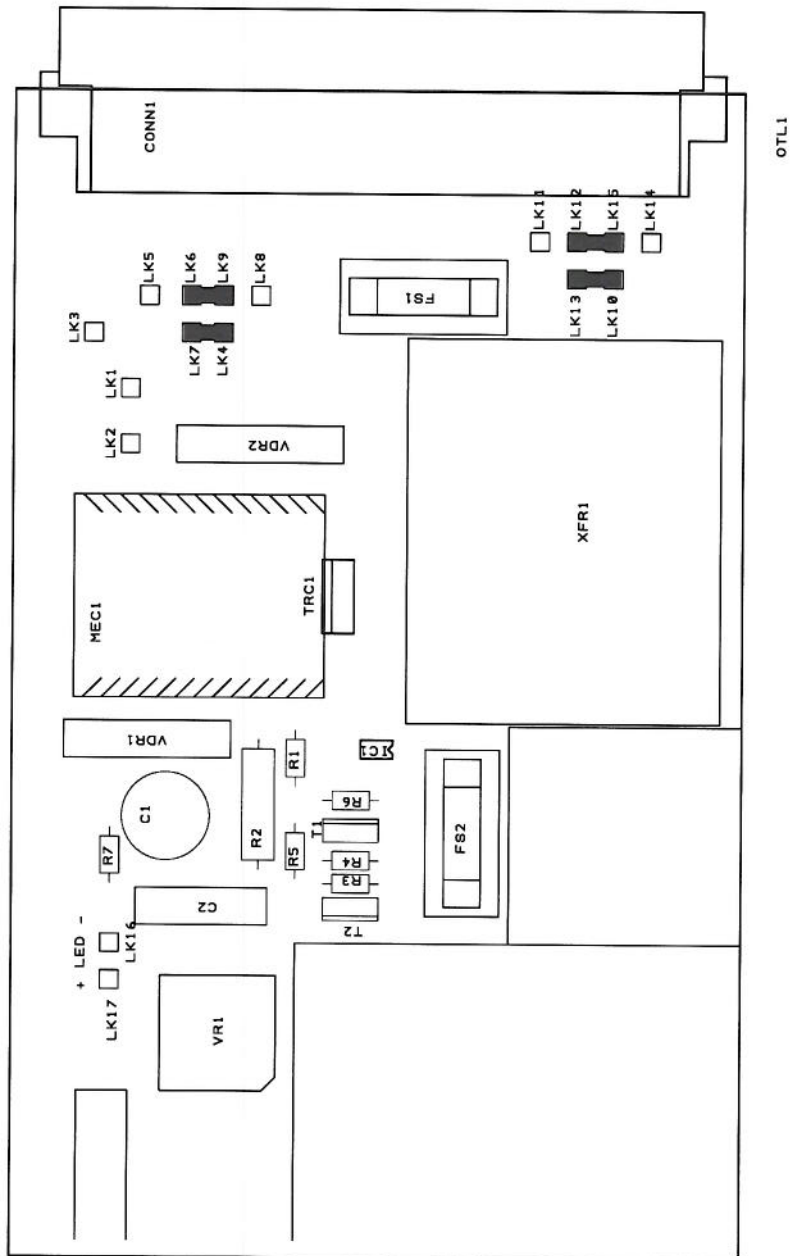 CONN1
OTL1
LK11
LK12
LK15
LK14
LK5
LK6
LK9
LK8
FS1
LK13
LK10
LK3
LK7
LK4
LK1
LK2
VDR2
XFR1
MEC1
TRC1
VDR1
R1
IC1
C1
R6
R2
T1
R7
R5
R4
FS2
R3
C2
T2
+ LED -
LK16
LK17
VR1